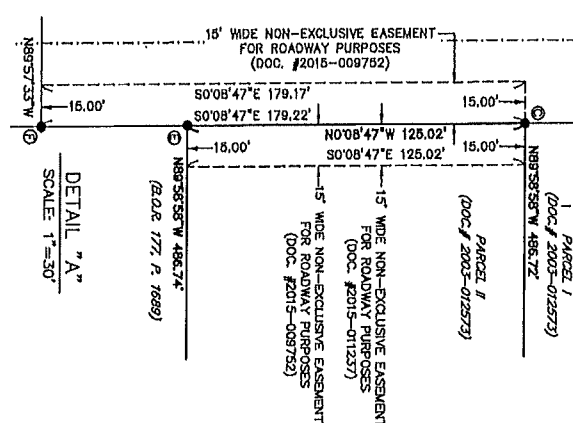 15' WIDE NON-EXCLUSIVE EASEMENT
FOR ROADWAY PURPOSES
(DOC. #2015-009752)
N89°57'33"W
S0°08'47"E 179.17'
15.00'
S0°08'47"E 179.22'
15.00'
N0°08'47"W 125.02'
15.00'
S0°08'47"E 125.02'
15.00'
F
E
C
N89°58'58"W 486.74'
(B.O.R. 177, P. 1689)
N89°58'58"W 486.72'
PARCEL I
(DOC.# 2003-012573)
PARCEL II
(DOC.# 2003-012573)
15' WIDE NON-EXCLUSIVE EASEMENT
FOR ROADWAY PURPOSES
(DOC. #2015-011237)
15' WIDE NON-EXCLUSIVE EASEMENT
FOR ROADWAY PURPOSES
(DOC. #2015-009752)
DETAIL "A"
SCALE: 1"=30'